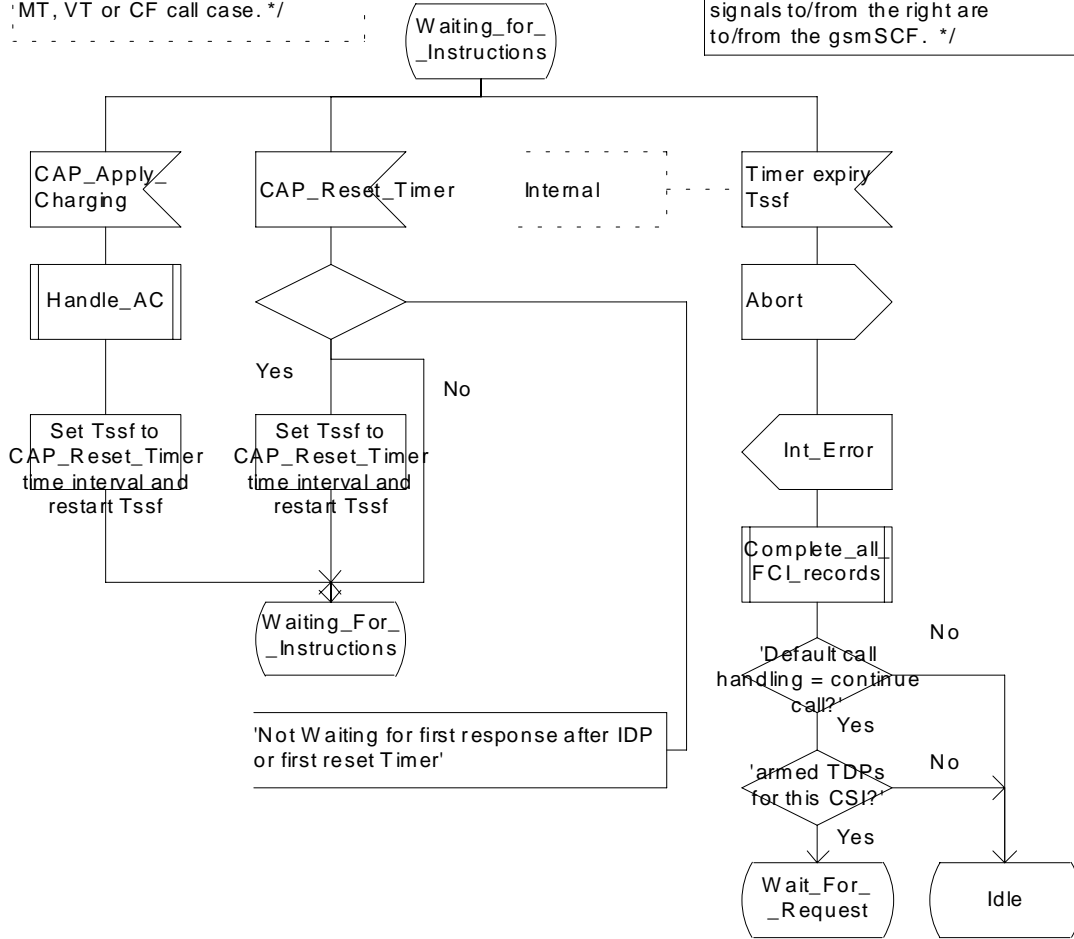 MT, VT or CF call case. */
signals to/from the right are
to/from the gsmSCF. */
Waiting_for_
_Instructions
CAP_Apply_
Charging
CAP_Reset_Timer
Internal
Timer expiry
Tssf
Handle_AC
Abort
Yes
No
Set Tssf to
CAP_Reset_Timer
time interval and
restart Tssf
Set Tssf to
CAP_Reset_Timer
time interval and
restart Tssf
Int_Error
Complete_all_
FCI_records
Waiting_For_
_Instructions
'Default call
handling = continue
call?'
No
Yes
'Not Waiting for first response after IDP
or first reset Timer'
'armed TDPs
for this CSI?'
No
Yes
Wait_For_
_Request
Idle